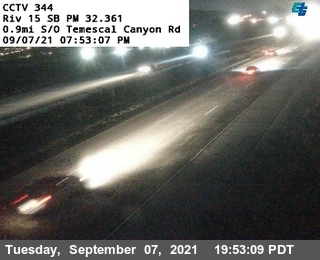 CCTV 344
Riv 15 SB PM 32.361
0.9mi S/O Temescal Canyon Rd
09/07/21 07:53:07 PM
Tuesday, September 07, 2021 19:53:09 PDT